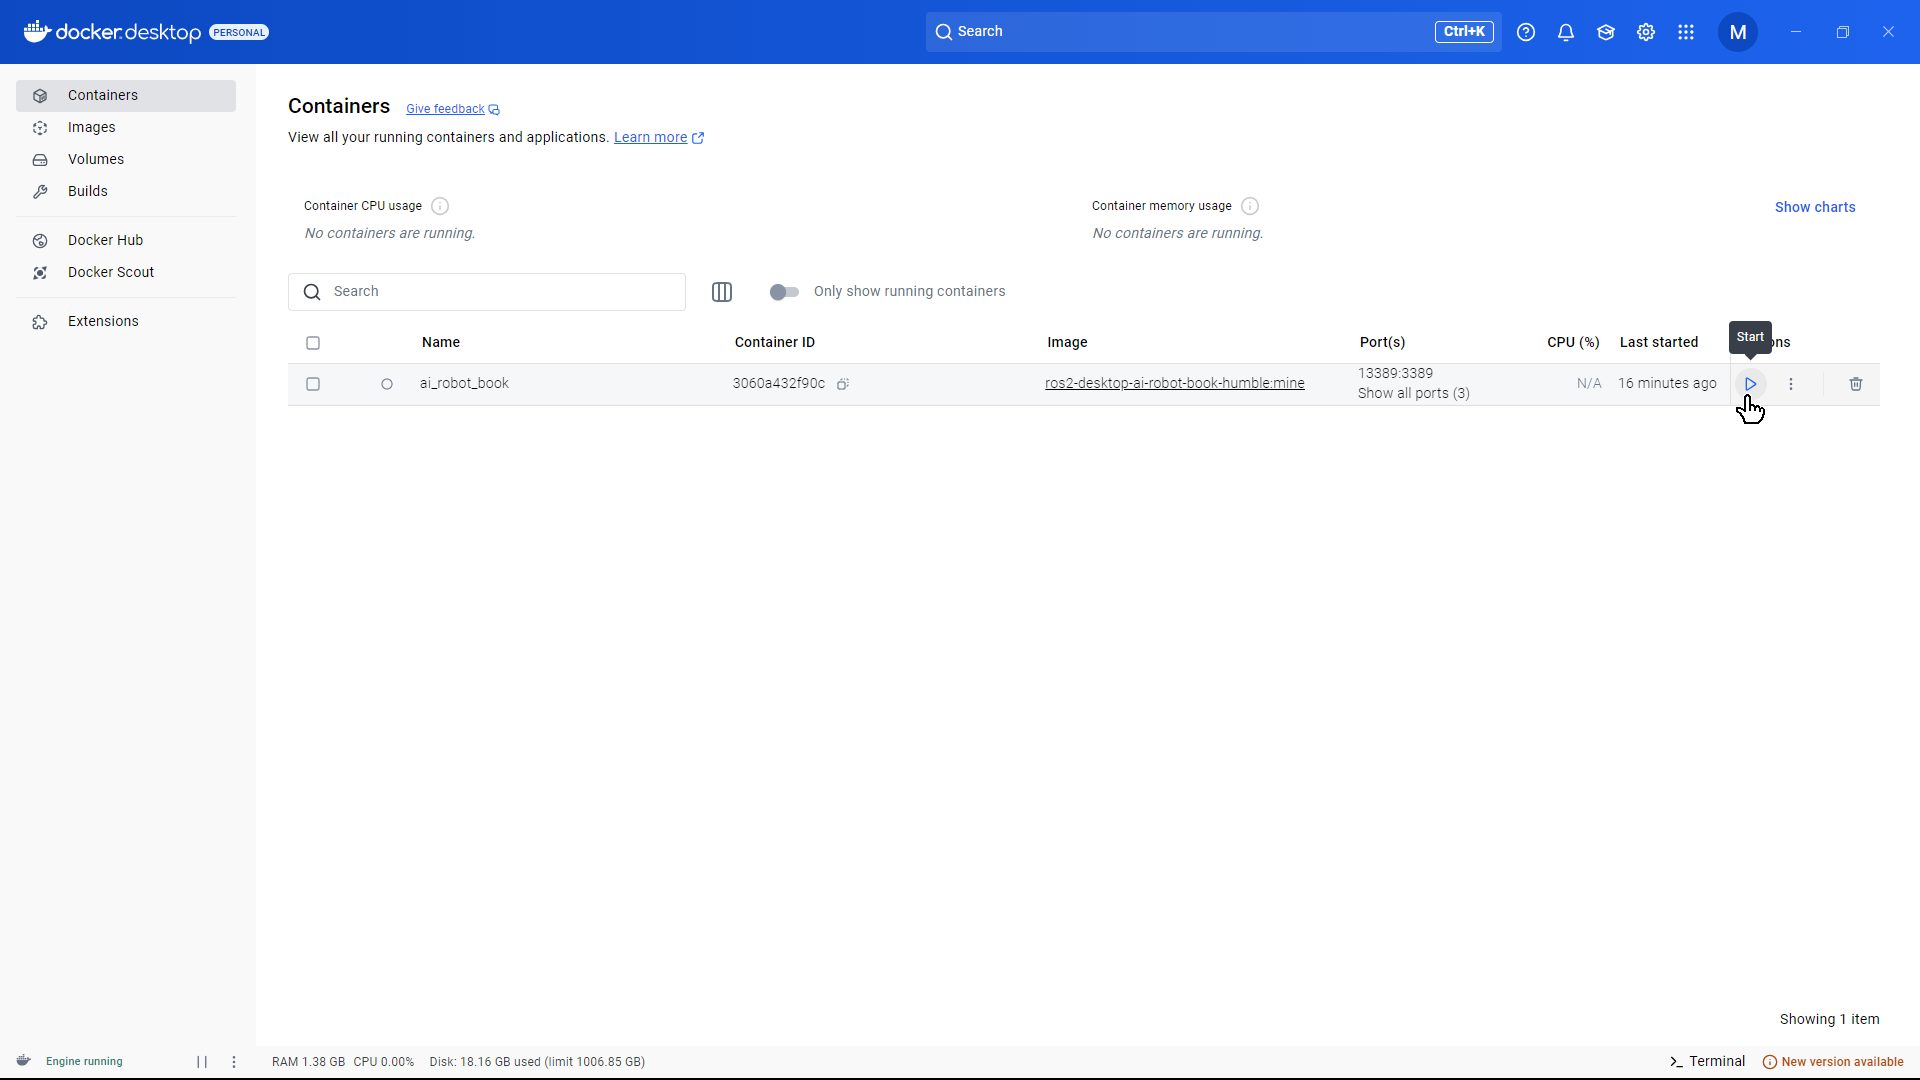 docker.desktop PERSONAL
Search Ctrl+K
M
Containers
Images
Volumes
Builds
Docker Hub
Docker Scout
Extensions
Containers Give feedback
View all your running containers and applications. Learn more
Container CPU usage
No containers are running.
Container memory usage
No containers are running.
Show charts
Search
Only show running containers
Start
Name Container ID Image Port(s) CPU (%) Last started ons
ai_robot_book 3060a432f90c ros2-desktop-ai-robot-book-humble:mine 13389:3389 N/A 16 minutes ago
Show all ports (3)
Showing 1 item
Engine running RAM 1.38 GB CPU 0.00% Disk: 18.16 GB used (limit 1006.85 GB) Terminal New version available